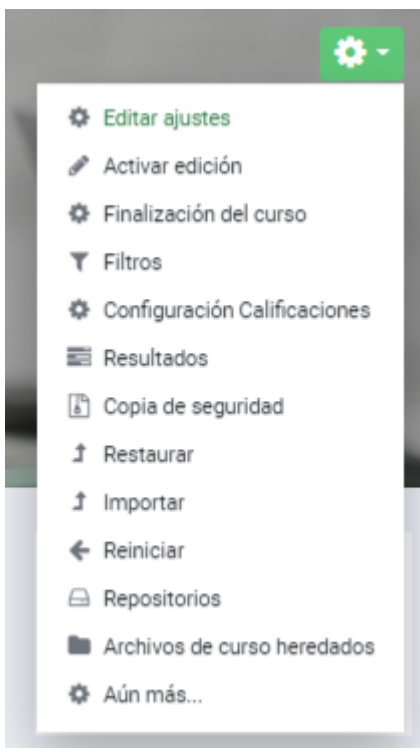 Editar ajustes
Activar edición
Finalización del curso
Filtros
Configuración Calificaciones
Resultados
Copia de seguridad
Restaurar
Importar
Reiniciar
Repositorios
Archivos de curso heredados
Aún más...